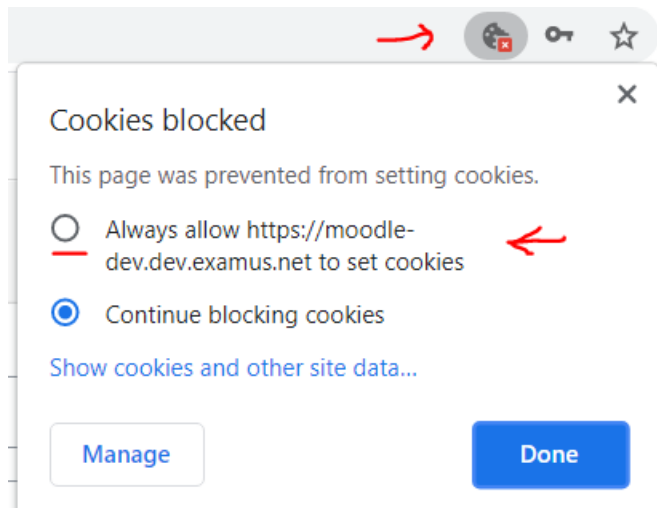 Cookies blocked
This page was prevented from setting cookies.
Always allow https://moodle-
dev.dev.examus.net to set cookies
Continue blocking cookies
Show cookies and other site data...
Manage
Done